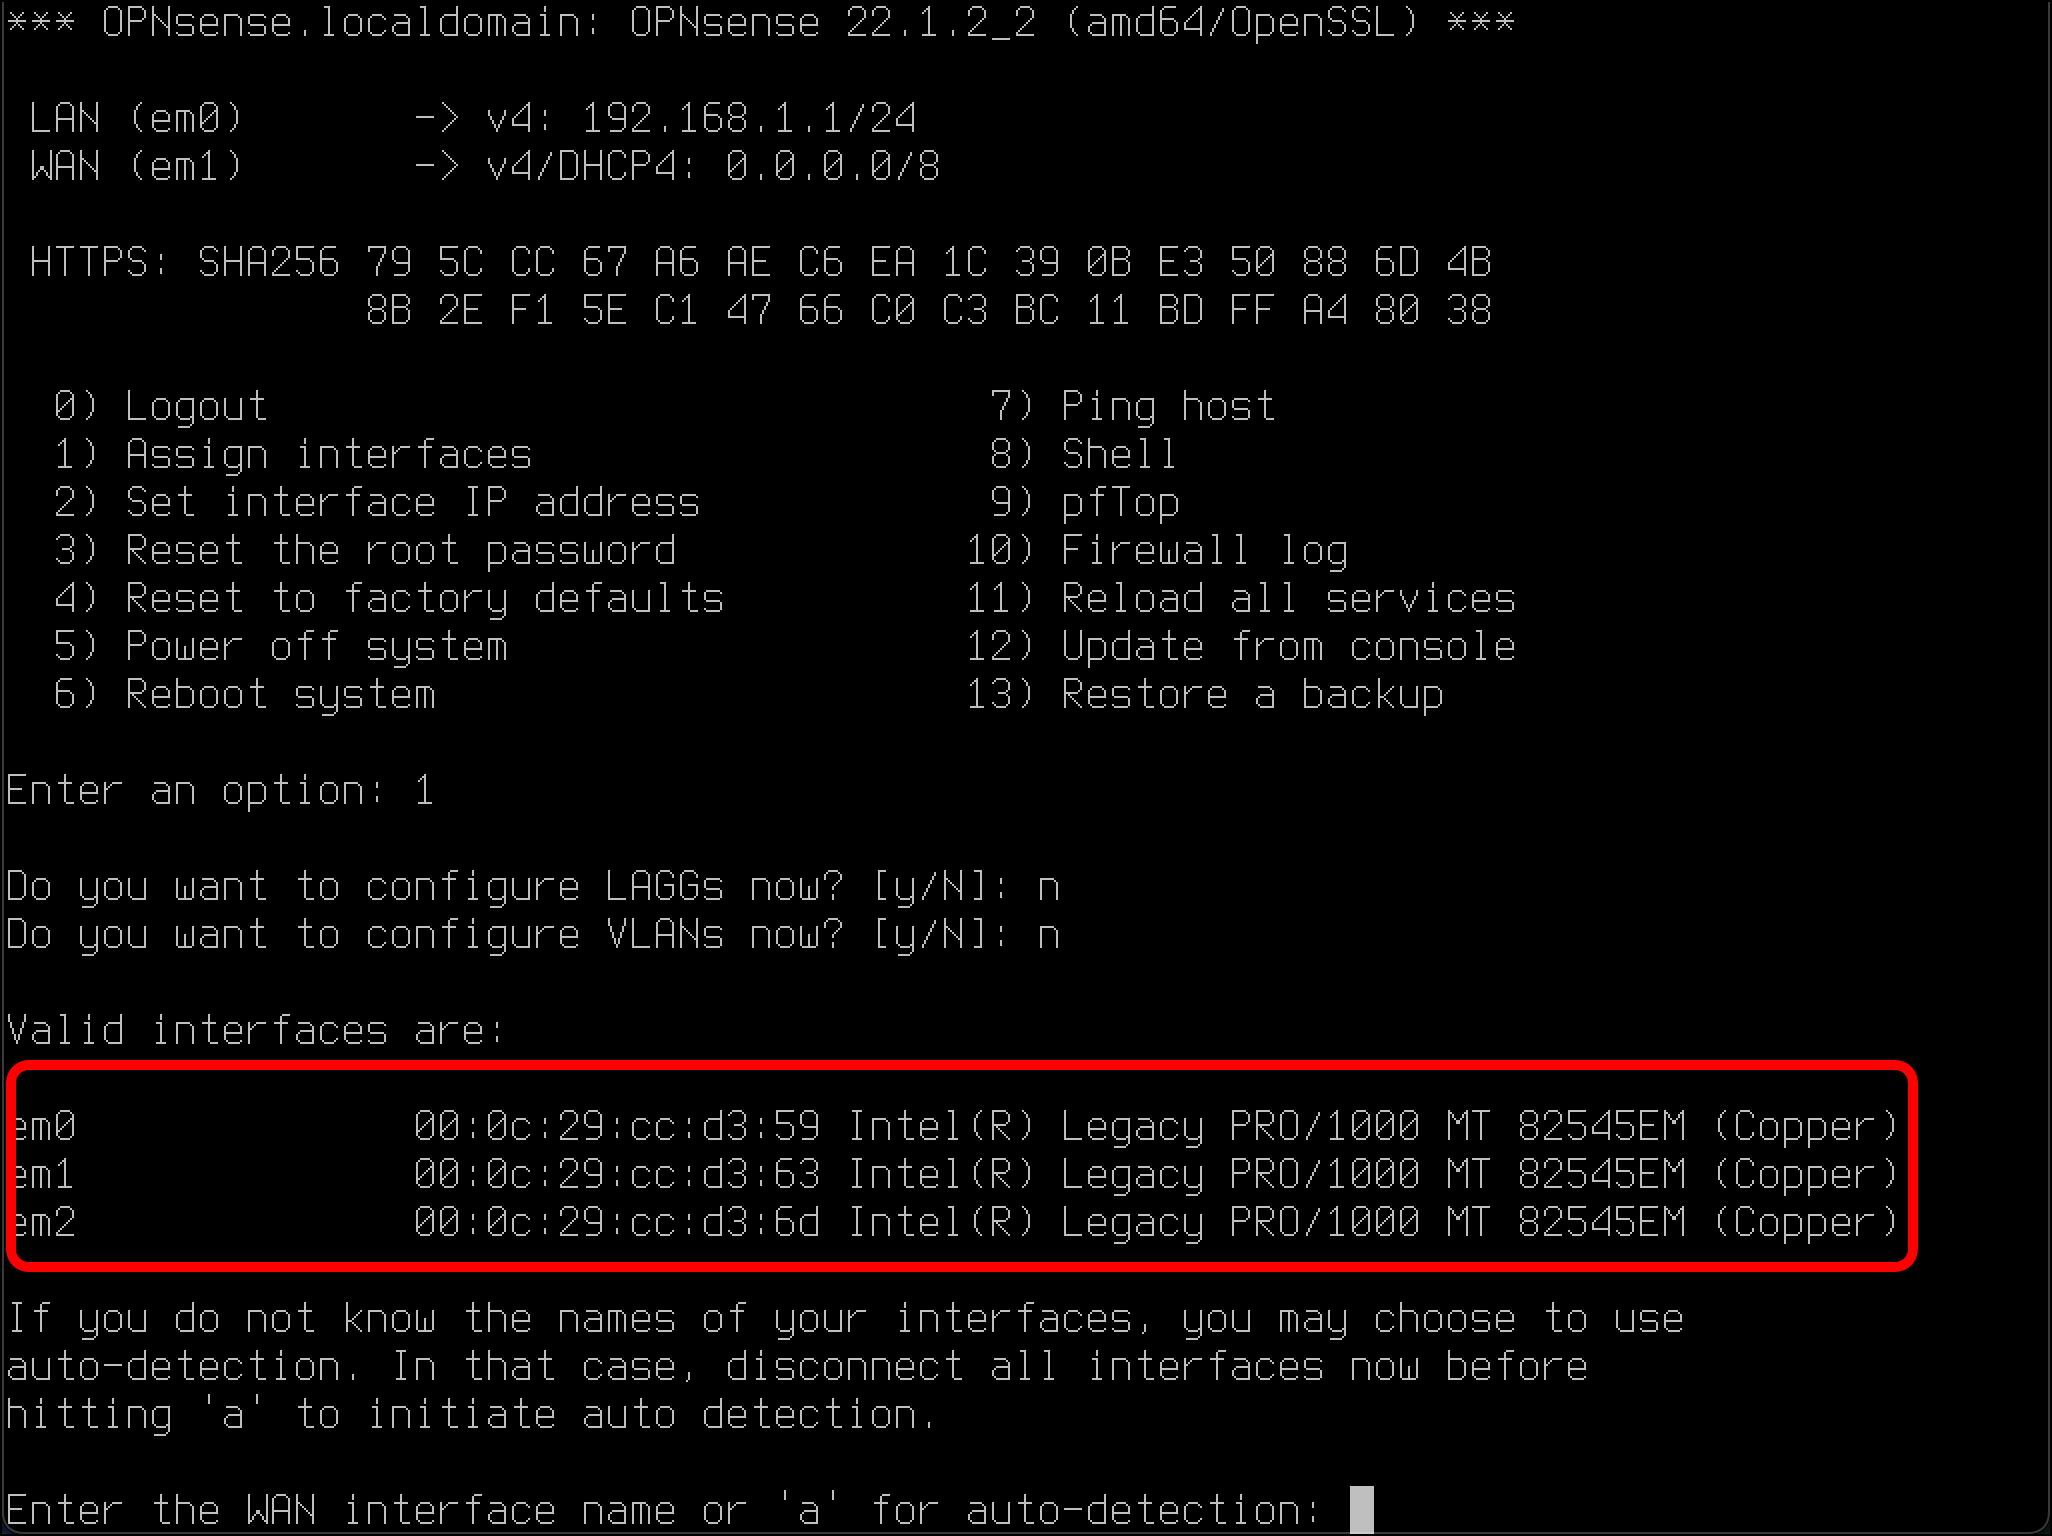 *** OPNsense.localdomain: OPNsense 22.1.2_2 (amd64/OpenSSL) ***
LAN (em0) -> v4: 192.168.1.1/24
WAN (em1) -> v4/DHCP4: 0.0.0.0/8
HTTPS: SHA256 79 5C CC 67 A6 AE C6 EA 1C 39 0B E3 50 88 6D 4B
8B 2E F1 5E C1 47 66 C0 C3 BC 11 BD FF A4 80 38
0) Logout 7) Ping host
1) Assign interfaces 8) Shell
2) Set interface IP address 9) pfTop
3) Reset the root password 10) Firewall log
4) Reset to factory defaults 11) Reload all services
5) Power off system 12) Update from console
6) Reboot system 13) Restore a backup
Enter an option: 1
Do you want to configure LAGGs now? [y/N]: n
Do you want to configure VLANs now? [y/N]: n
Valid interfaces are:
em0 00:0c:29:cc:d3:59 Intel(R) Legacy PRO/1000 MT 82545EM (Copper)
em1 00:0c:29:cc:d3:63 Intel(R) Legacy PRO/1000 MT 82545EM (Copper)
em2 00:0c:29:cc:d3:6d Intel(R) Legacy PRO/1000 MT 82545EM (Copper)
If you do not know the names of your interfaces, you may choose to use
auto-detection. In that case, disconnect all interfaces now before
hitting 'a' to initiate auto detection.
Enter the WAN interface name or 'a' for auto-detection: